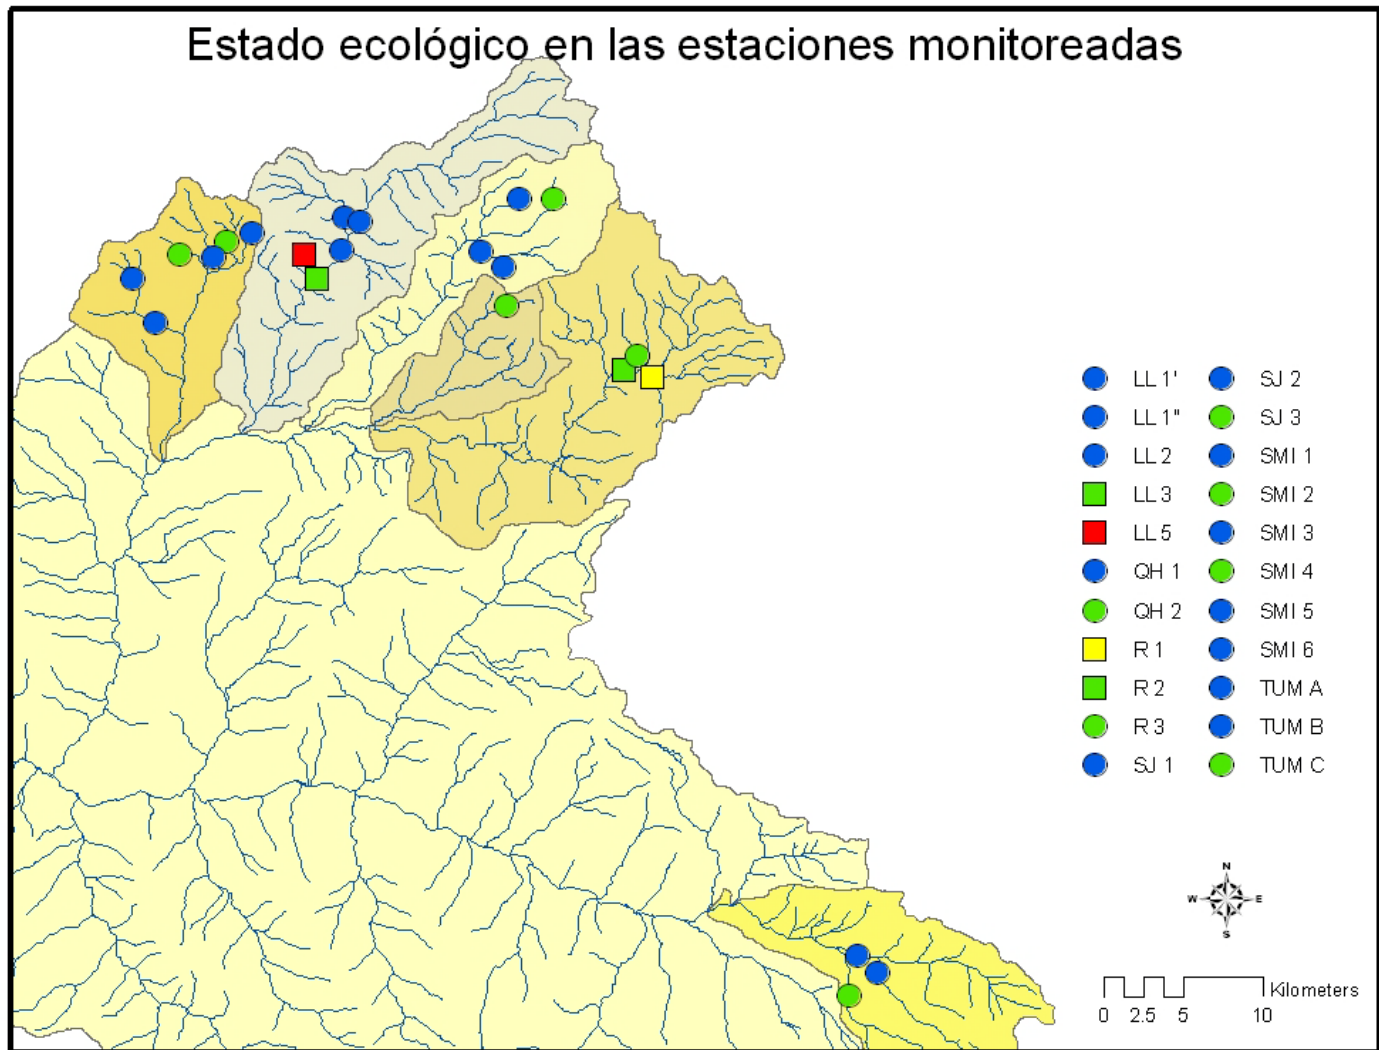 Estado ecológico en las estaciones monitoreadas
LL 1'
LL 1"
LL 2
LL 3
LL 5
QH 1
QH 2
R 1
R 2
R 3
SJ 1
SJ 2
SJ 3
SMI 1
SMI 2
SMI 3
SMI 4
SMI 5
SMI 6
TUM A
TUM B
TUM C
N
W E
S
Kilometers
0 2.5 5 10